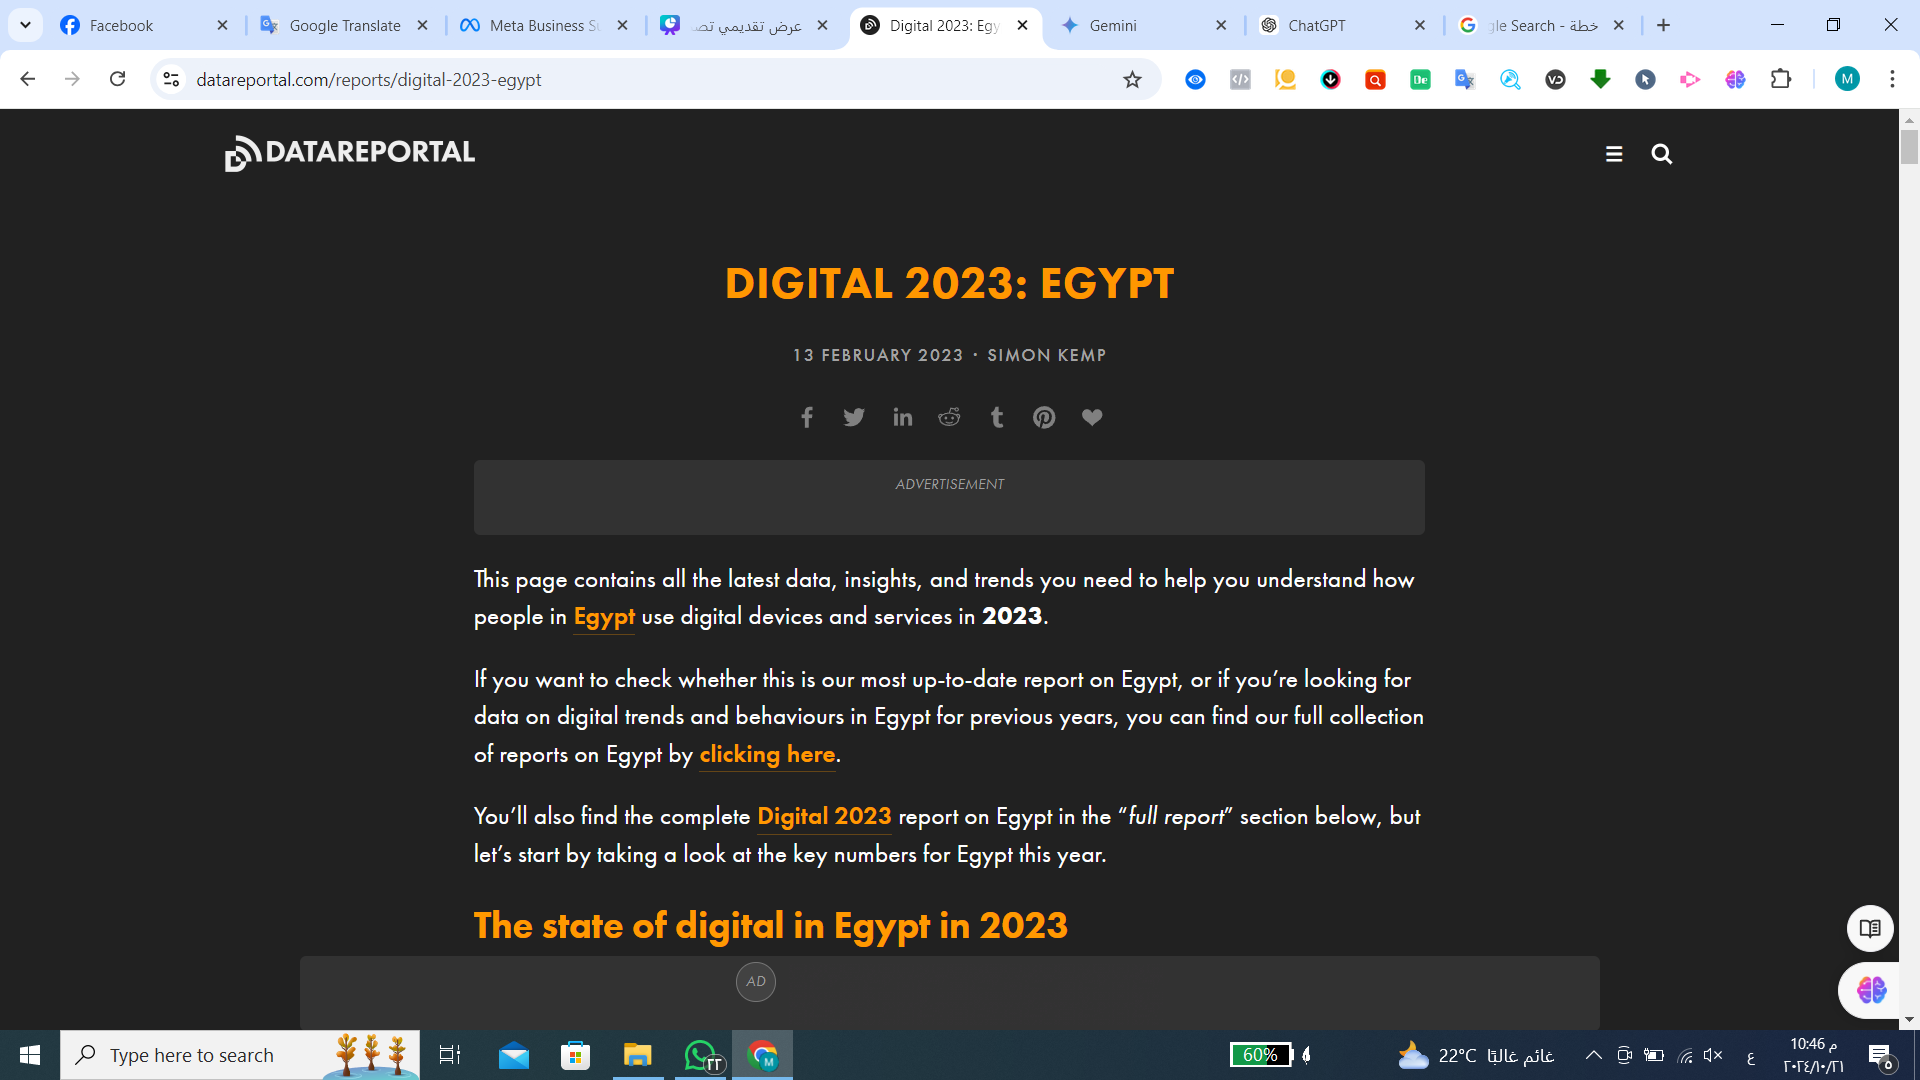 Facebook
Google Translate
Meta Business Su
عرض تقديمي تص
Digital 2023: Egy
Gemini
ChatGPT
gle Search - خطة
datareportal.com/reports/digital-2023-egypt
M
DATAREPORTAL
DIGITAL 2023: EGYPT
13 FEBRUARY 2023 · SIMON KEMP
ADVERTISEMENT
This page contains all the latest data, insights, and trends you need to help you understand how
people in Egypt use digital devices and services in 2023.
If you want to check whether this is our most up-to-date report on Egypt, or if you’re looking for
data on digital trends and behaviours in Egypt for previous years, you can find our full collection
of reports on Egypt by clicking here.
You’ll also find the complete Digital 2023 report on Egypt in the “full report” section below, but
let’s start by taking a look at the key numbers for Egypt this year.
The state of digital in Egypt in 2023
AD
Type here to search
٢٢
M
60%
22°C غائم غالبًا
ع
10:46 م
٢٠٢٤/١٠/٢١
٥